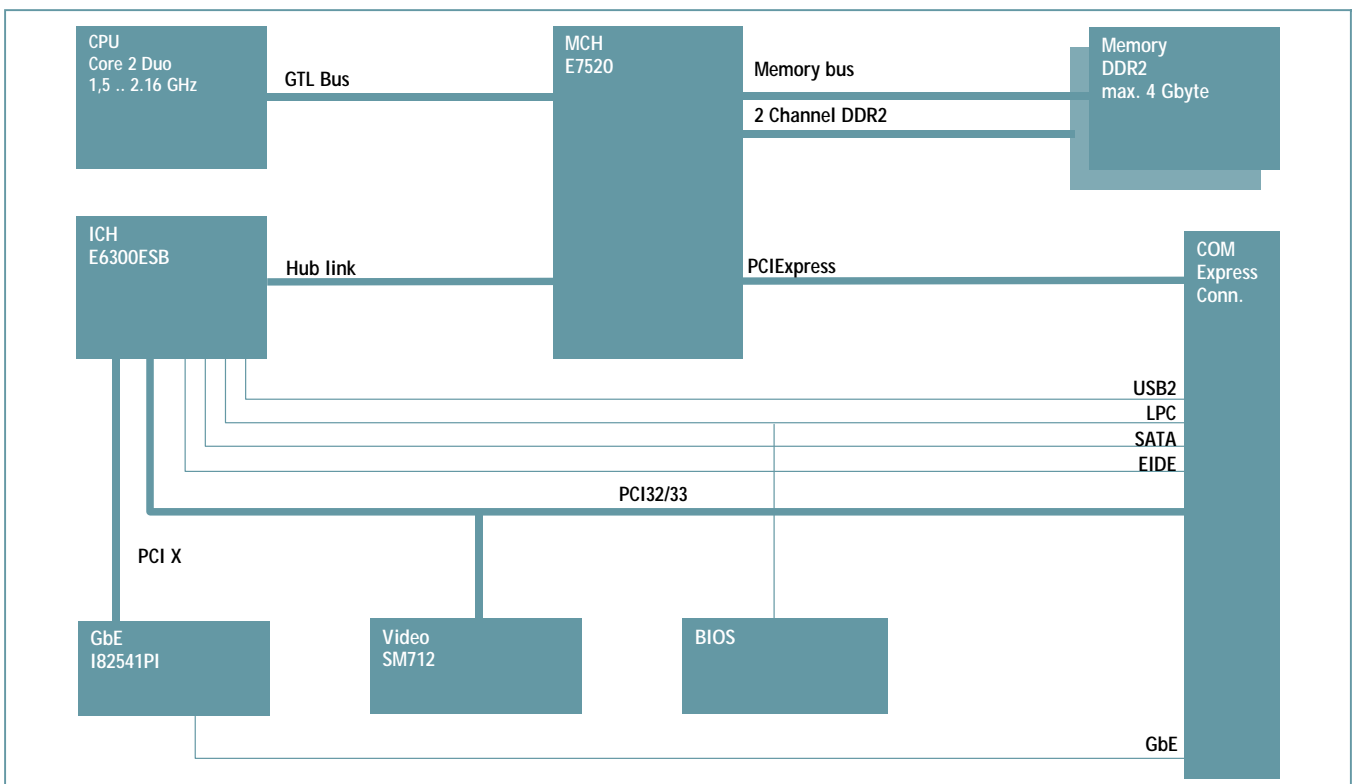 CPU
Core 2 Duo
1,5 .. 2.16 GHz
GTL Bus
MCH
E7520
Memory bus
2 Channel DDR2
Memory
DDR2
max. 4 Gbyte
ICH
E6300ESB
Hub link
PCIExpress
COM
Express
Conn.
USB2
LPC
SATA
EIDE
PCI32/33
PCI X
GbE
I82541PI
Video
SM712
BIOS
GbE